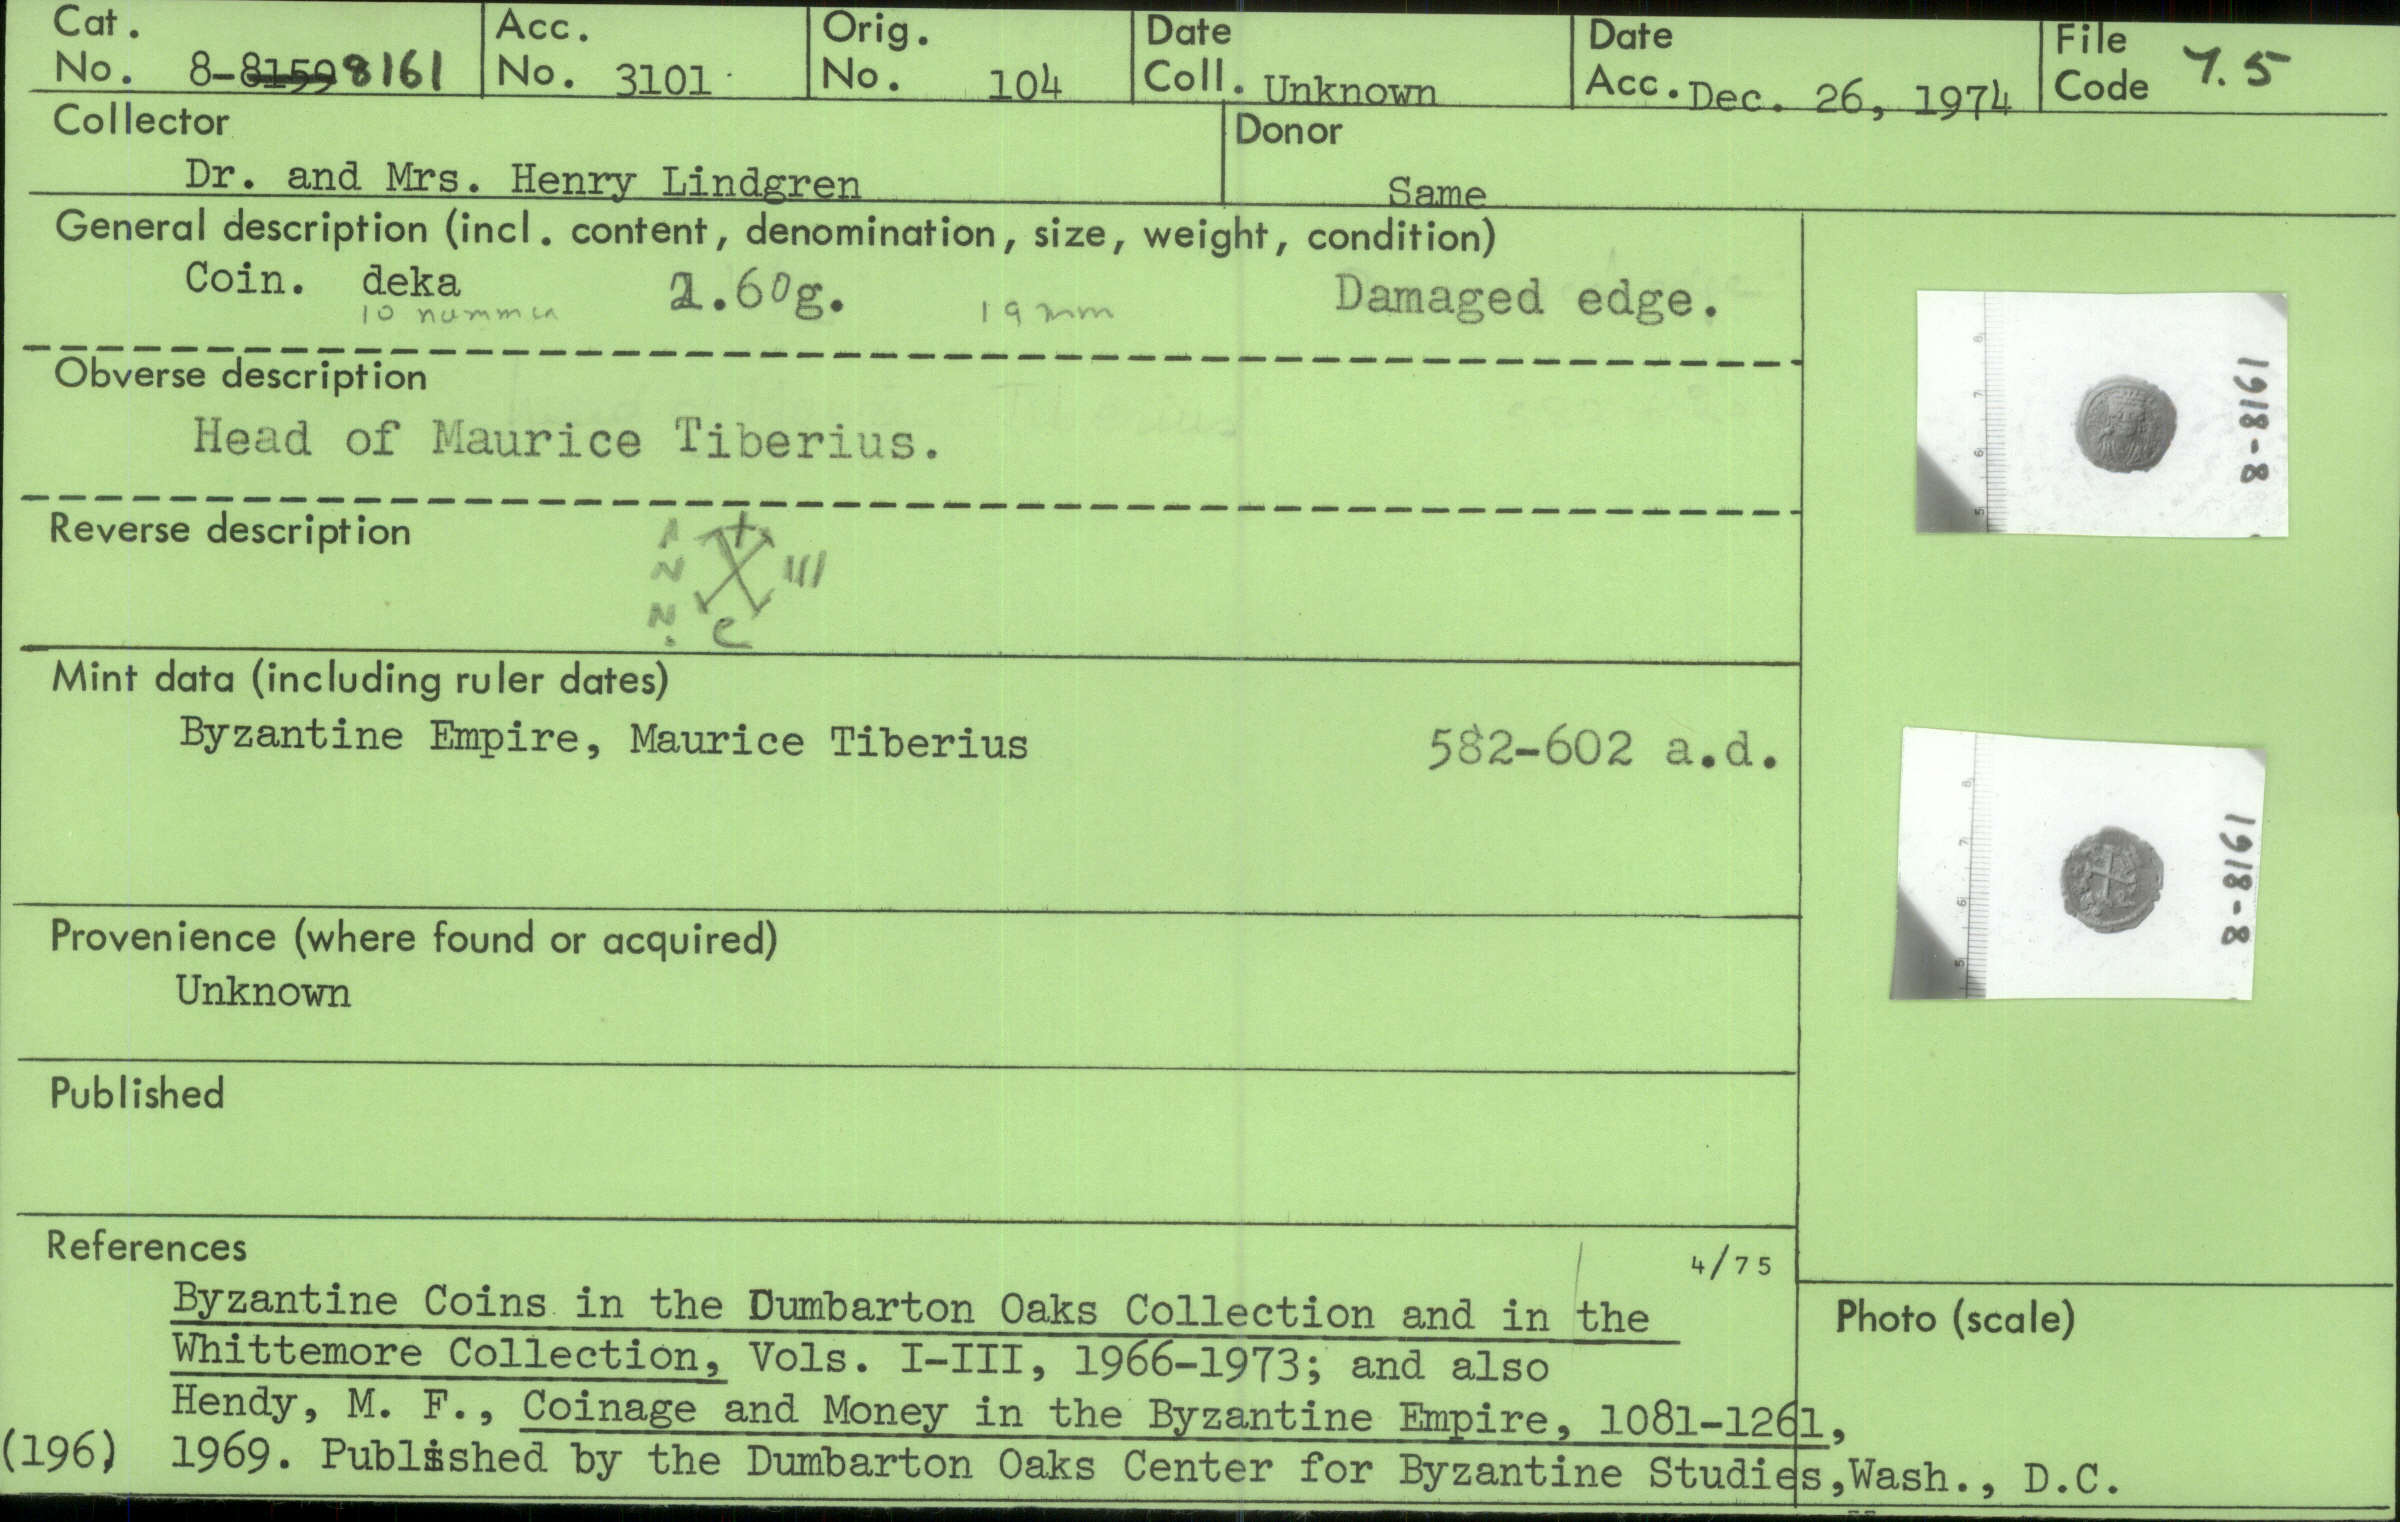 Cat. No. 8-8159 8161
Acc. No. 3101
Orig. No. 104
Date Coll. Unknown
Date Acc. Dec. 26, 1974
File Code 7.5
Collector
Dr. and Mrs. Henry Lindgren
Donor
Same
General description (incl. content, denomination, size, weight, condition)
Coin. deka .60g. Damaged edge.
10 19 mm
Obverse description
Head of Maurice Tiberius.
Reverse description
N X III
N
Mint data (including ruler dates)
Byzantine Empire, Maurice Tiberius 582-602 a.d.
Provenience (where found or acquired)
Unknown
Published
References
4/75
Byzantine Coins in the Dumbarton Oaks Collection and in the
Whittemore Collection, Vols. I-III, 1966-1973; and also
Hendy, M. F., Coinage and Money in the Byzantine Empire, 1081-1261,
(196) 1969. Published by the Dumbarton Oaks Center for Byzantine Studies, Wash., D.C.
8-8161
8-8161
Photo (scale)